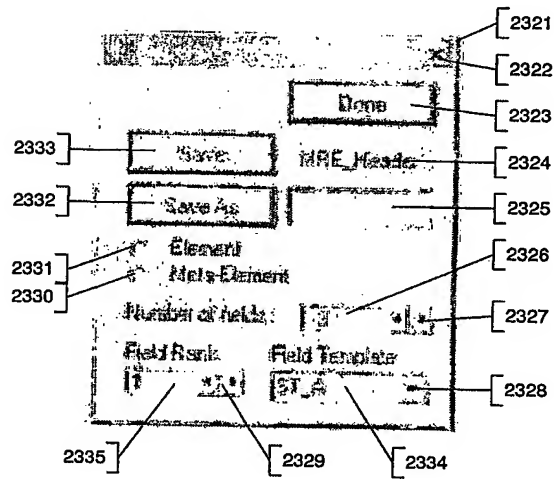 2321
2322
Done
2323
2333
Save
MRE_Header
2324
2332
Save As
2325
2331
Element
2326
2330
Meta-Element
Number of fields
2327
Field Rank
Field Template
1
ST_A
2328
2335
2329
2334